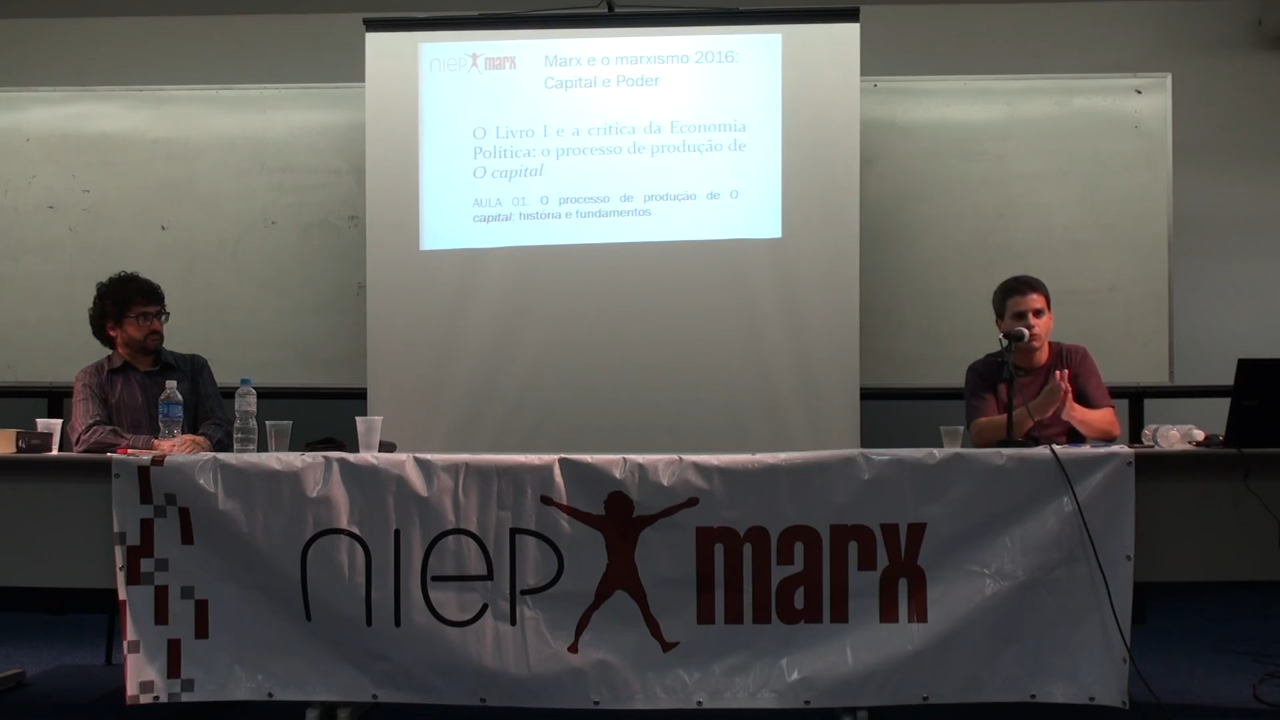 niep marx
Marx e o marxismo 2016:
Capital e Poder
O Livro I e a crítica da Economia
Política: o processo de produção de
O capital
AULA 01. O processo de produção de O
capital: história e fundamentos
niep marx